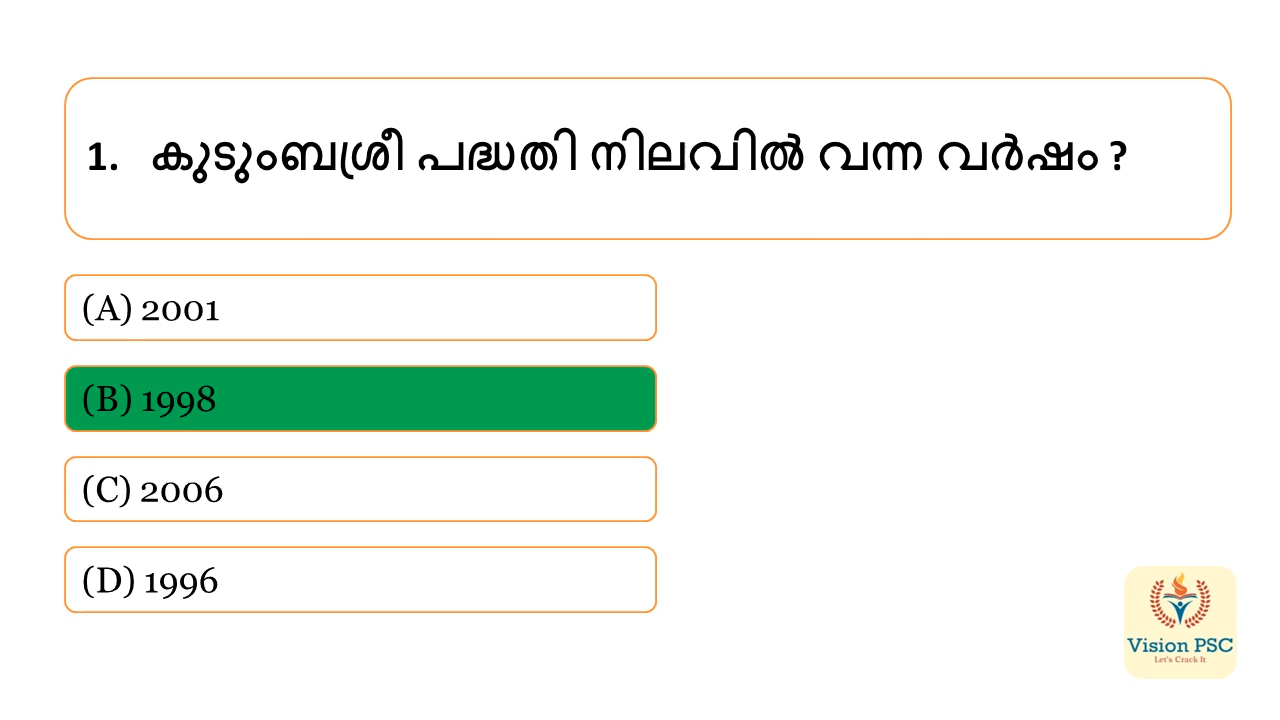 1. കുടുംബശ്രീ പദ്ധതി നിലവിൽ വന്ന വർഷം ?
(A) 2001
(B) 1998
(C) 2006
(D) 1996
Vision PSC
Let's Crack It